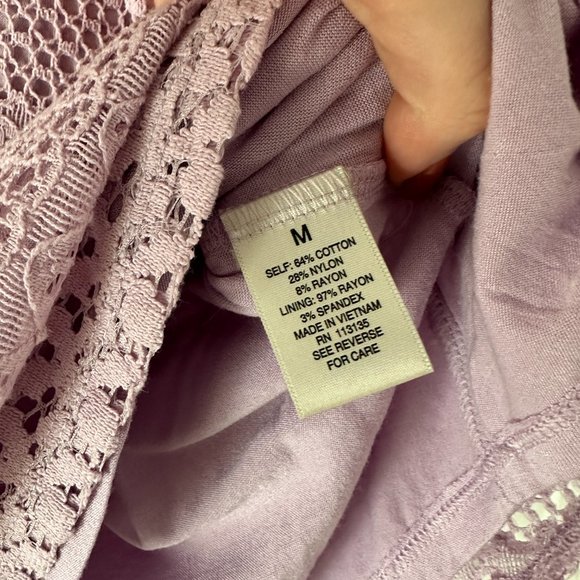 M
SELF: 64% COTTON
28% NYLON
8% RAYON
LINING: 97% RAYON
3% SPANDEX
MADE IN VIETNAM
RN 113135
SEE REVERSE
FOR CARE